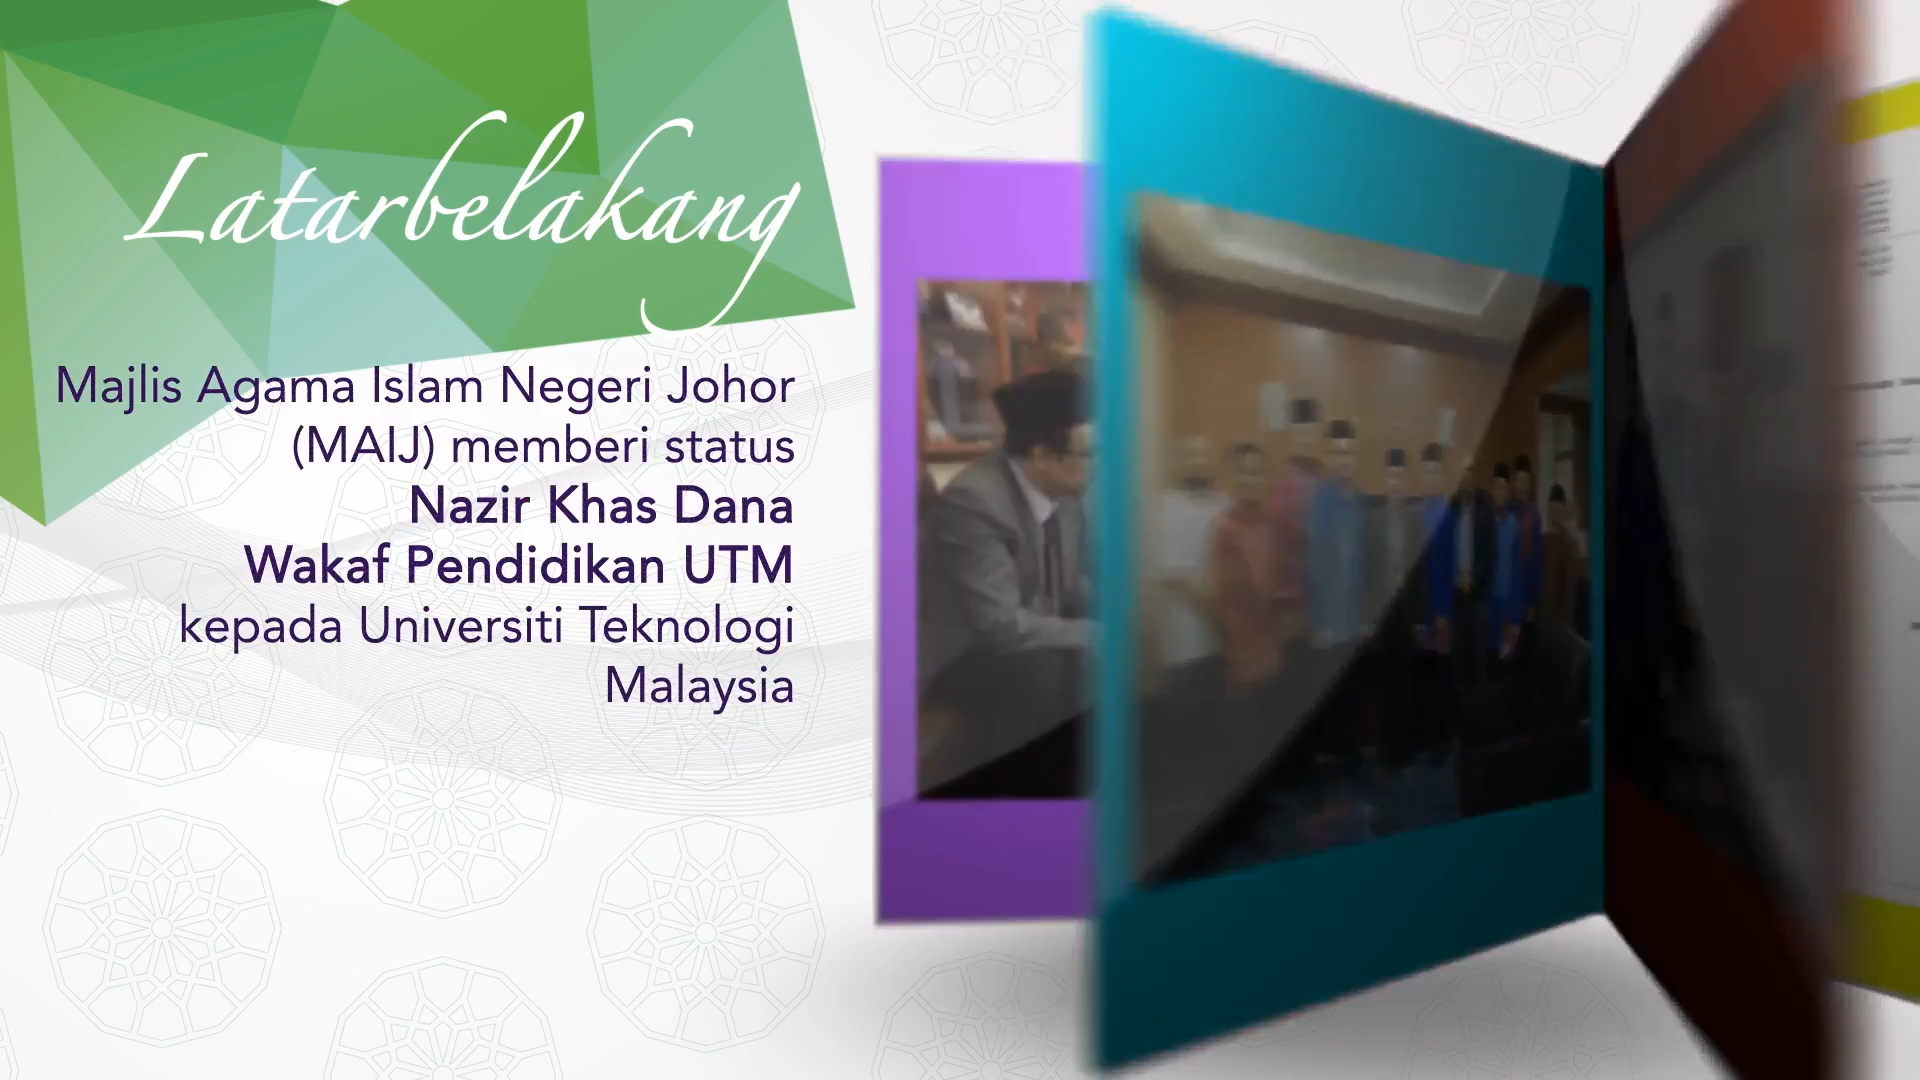 Latarbelakang
Majlis Agama Islam Negeri Johor
(MAIJ) memberi status
Nazir Khas Dana
Wakaf Pendidikan UTM
kepada Universiti Teknologi
Malaysia